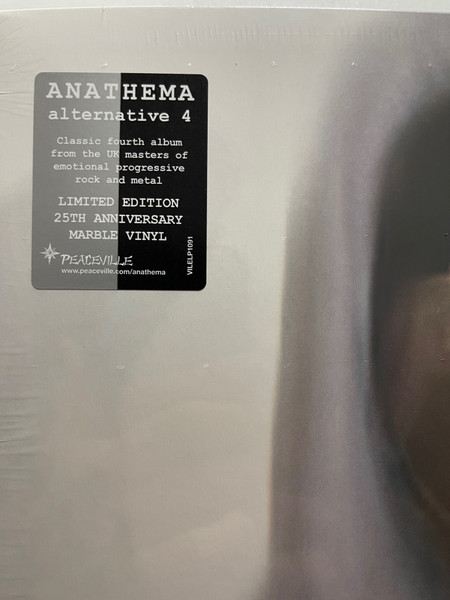 ANATHEMA
alternative 4
Classic fourth album
from the UK masters of
emotional progressive
rock and metal
LIMITED EDITION
25TH ANNIVERSARY
MARBLE VINYL
PEACEVILLE
www.peaceville.com/anathema
VILELP1091